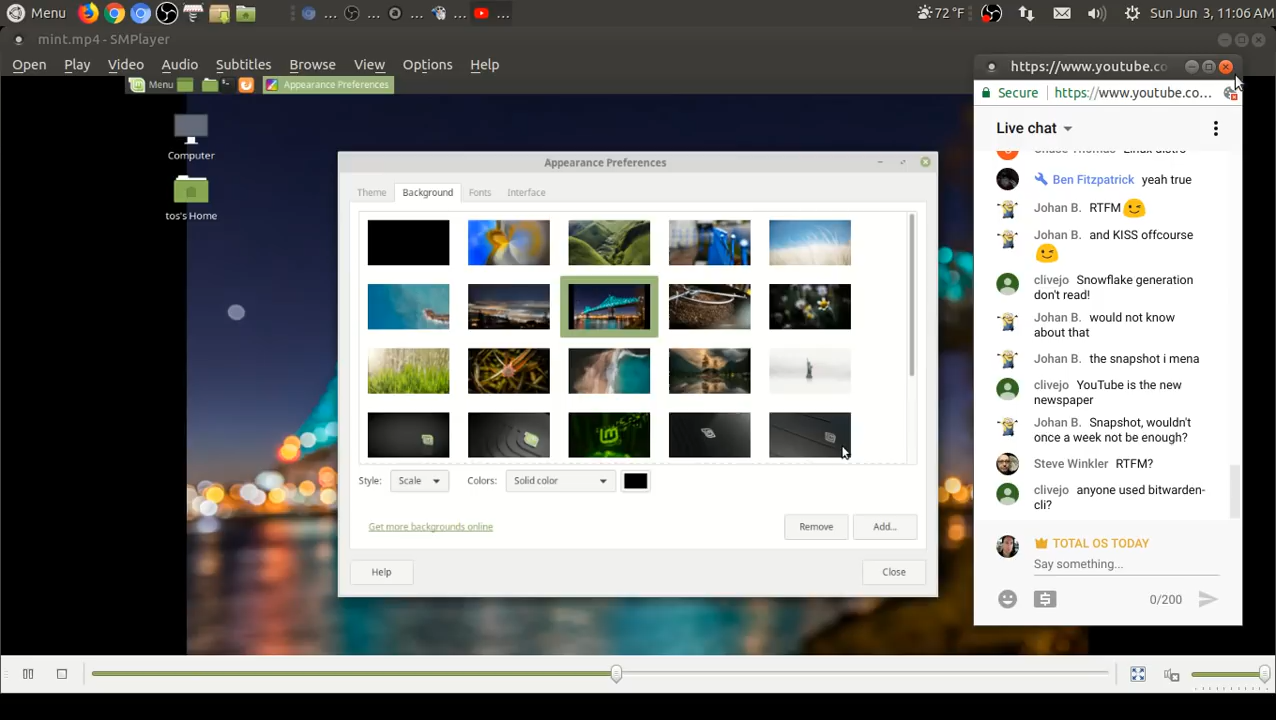 Menu ... ... ... ... ... 72 °F Sun Jun 3, 11:06 AM
mint.mp4 - SMPlayer
Open Play Video Audio Subtitles Browse View Options Help
Menu Appearance Preferences
Computer
tos's Home
Appearance Preferences
Theme Background Fonts Interface
Style: Scale Colors: Solid color
Get more backgrounds online
Remove Add...
Help Close
https://www.youtube.co
Secure https://www.youtube.co...
Live chat
Chase Thomas Linux distro
Ben Fitzpatrick yeah true
Johan B. RTFM😉
Johan B. and KISS offcourse
😉
clivejo Snowflake generation
don't read!
Johan B. would not know
about that
Johan B. the snapshot i mena
clivejo YouTube is the new
newspaper
Johan B. Snapshot, wouldn't
once a week not be enough?
Steve Winkler RTFM?
clivejo anyone used bitwarden-
cli?
TOTAL OS TODAY
Say something...
0/200